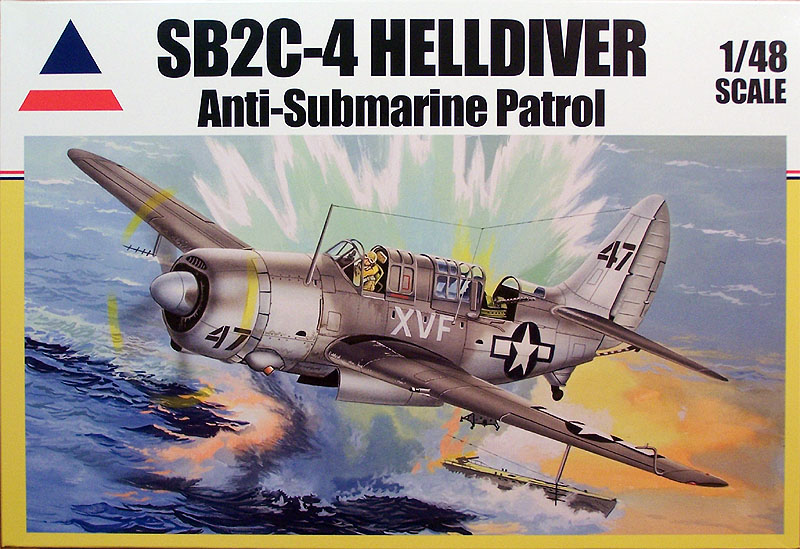 SB2C-4 HELLDIVER
Anti-Submarine Patrol
1/48
SCALE
47
XVF
47